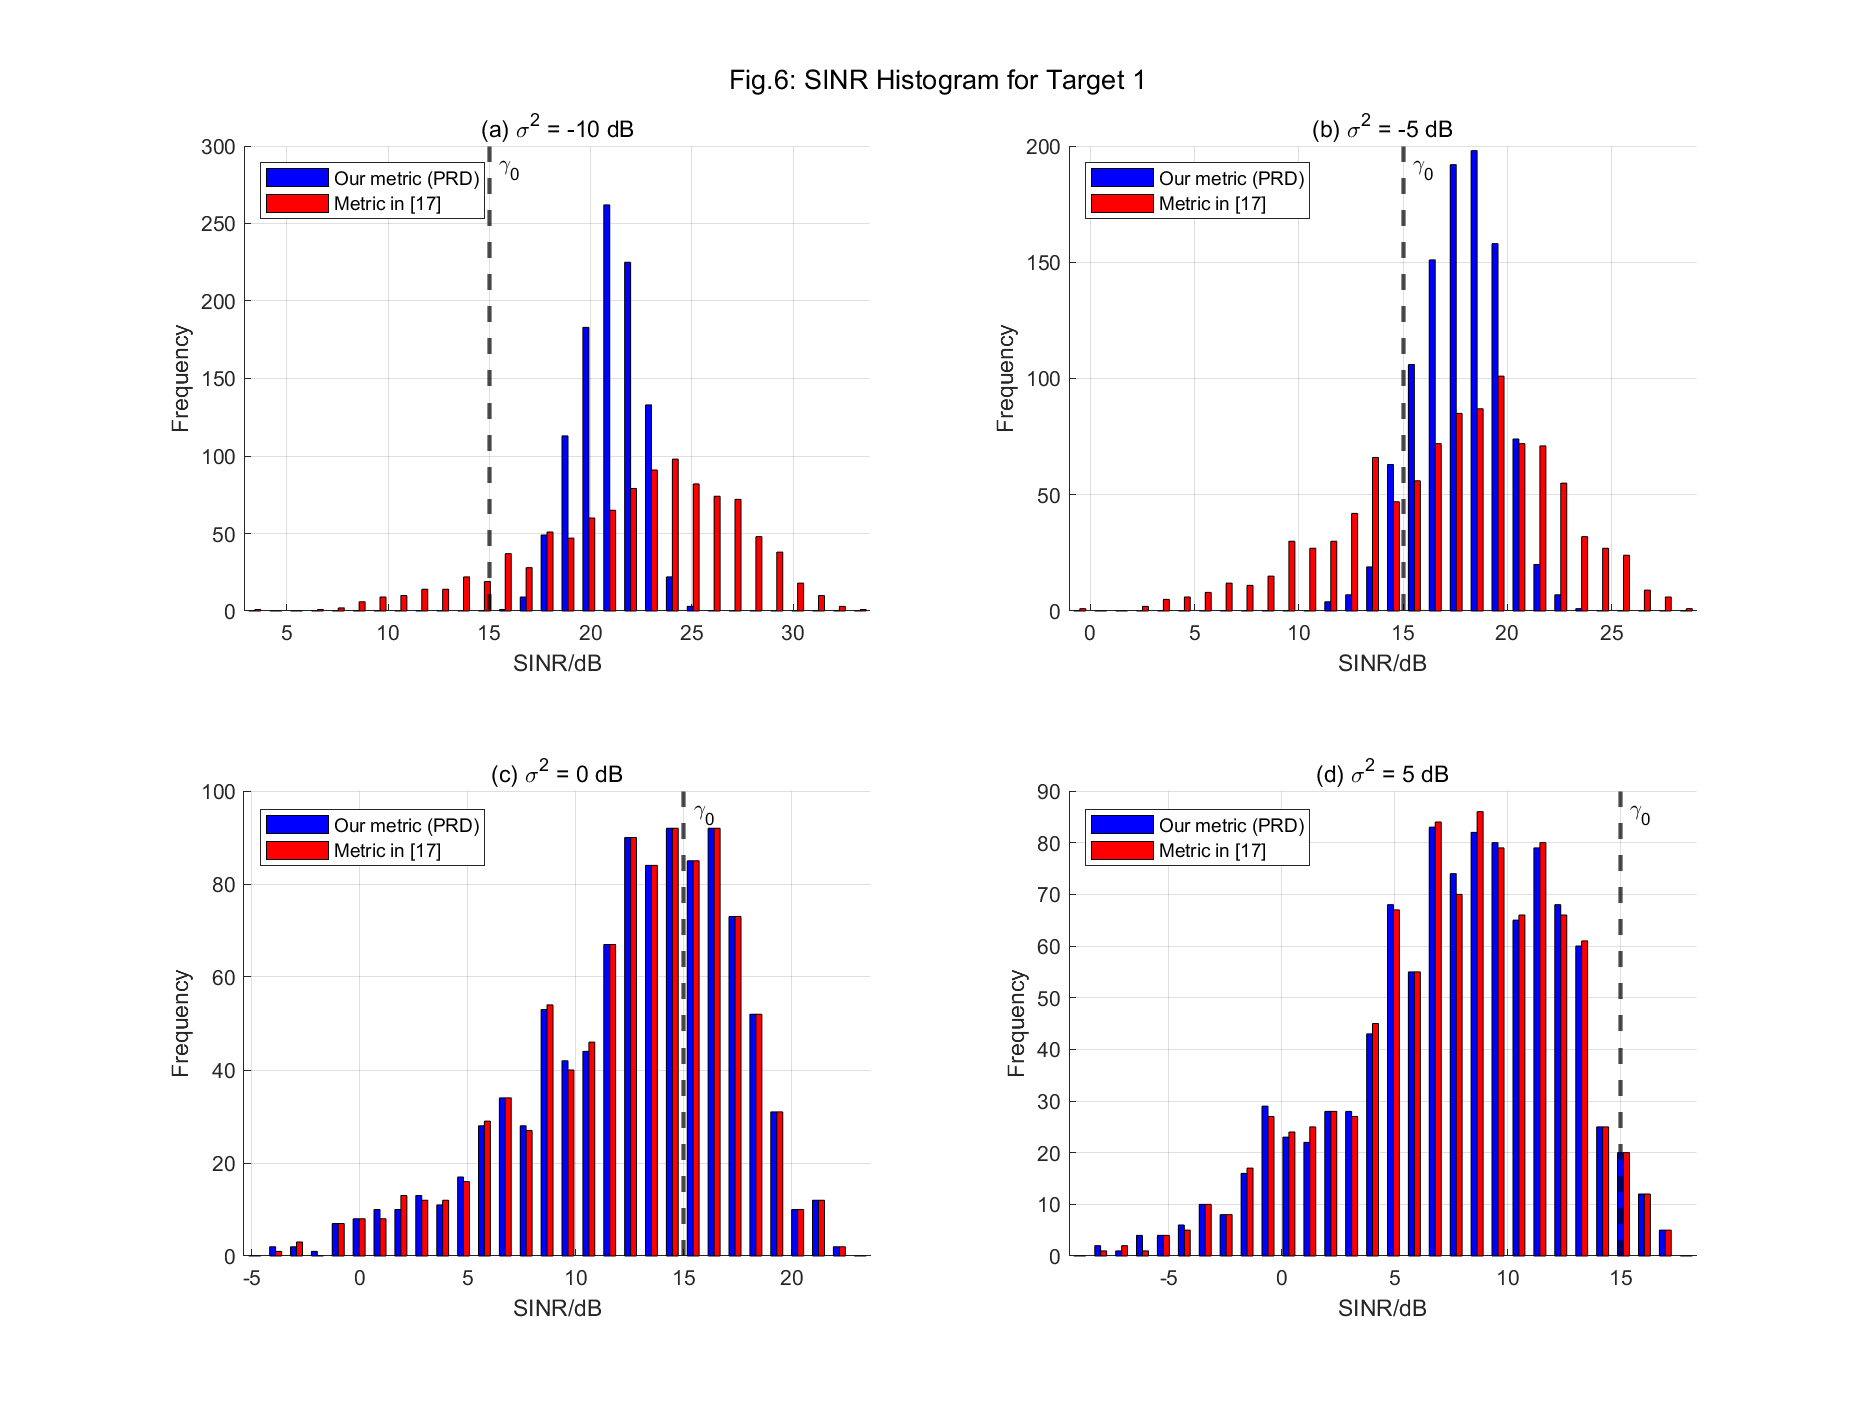 Fig.6: SINR Histogram for Target 1
(a) σ² = -10 dB
300
250
200
150
100
50
0
Frequency
Our metric (PRD)
Metric in [17]
γ₀
5 10 15 20 25 30
SINR/dB
(b) σ² = -5 dB
200
150
100
50
0
Frequency
Our metric (PRD)
Metric in [17]
γ₀
0 5 10 15 20 25
SINR/dB
(c) σ² = 0 dB
100
80
60
40
20
0
Frequency
Our metric (PRD)
Metric in [17]
γ₀
-5 0 5 10 15 20
SINR/dB
(d) σ² = 5 dB
90
80
70
60
50
40
30
20
10
0
Frequency
Our metric (PRD)
Metric in [17]
γ₀
-5 0 5 10 15
SINR/dB